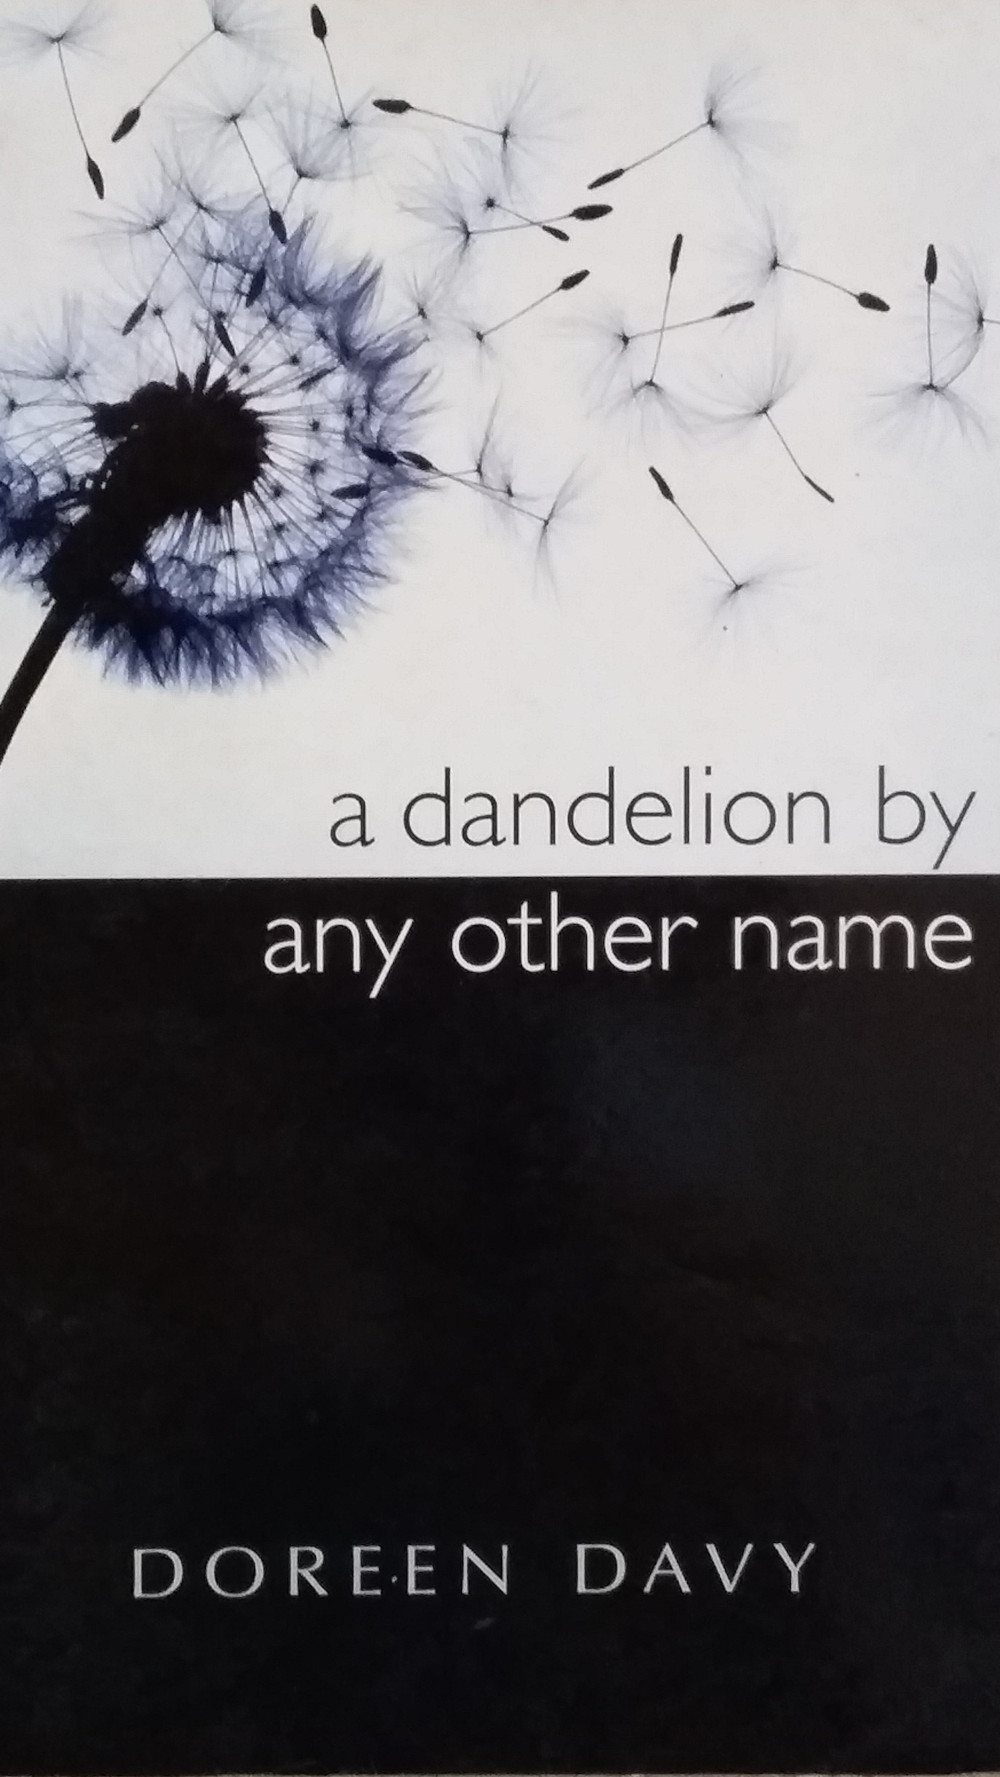 a dandelion by
any other name
DOREEN DAVY